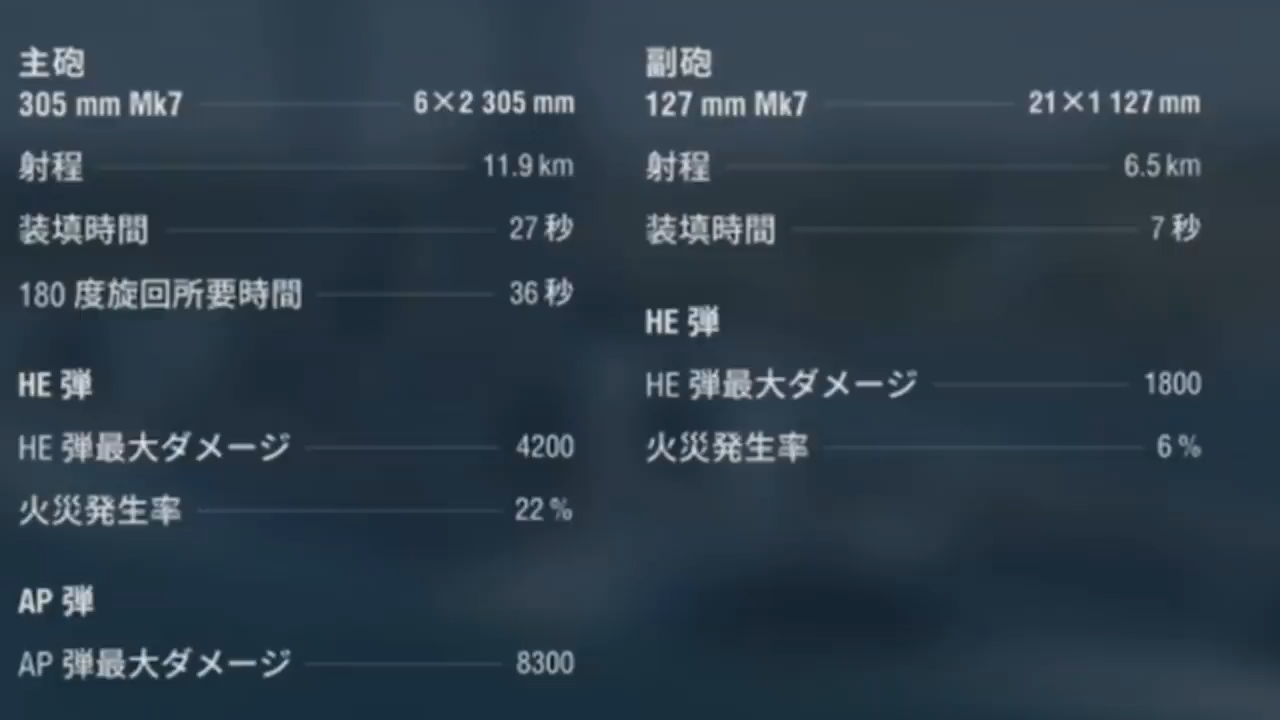 主砲
305 mm Mk7 6×2 305 mm
射程 11.9 km
装填時間 27 秒
180 度旋回所要時間 36 秒
HE 弾
HE 弾最大ダメージ 4200
火災発生率 22 %
AP 弾
AP 弾最大ダメージ 8300
副砲
127 mm Mk7 21×1 127 mm
射程 6.5 km
装填時間 7 秒
HE 弾
HE 弾最大ダメージ 1800
火災発生率 6 %